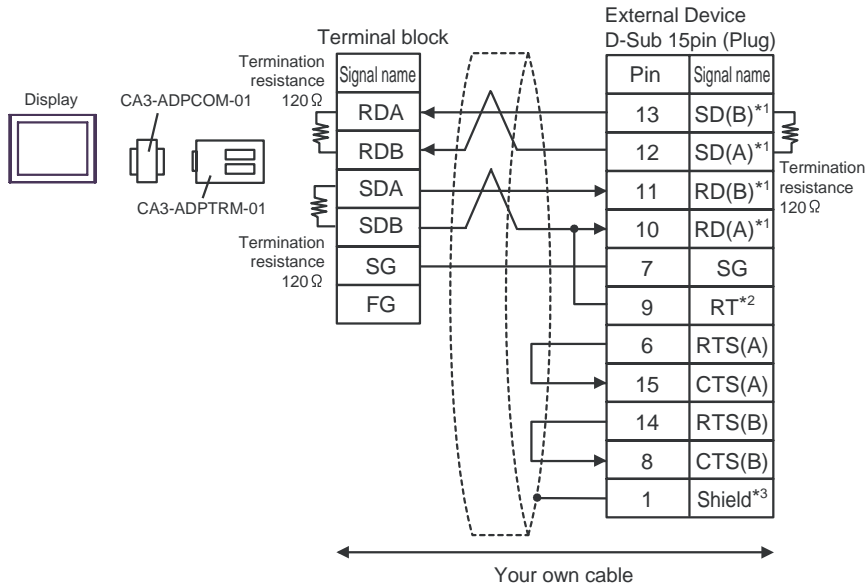 External Device
D-Sub 15pin (Plug)
Terminal block
Termination
resistance
120Ω
Signal name
Pin
Signal name
Display
CA3-ADPCOM-01
RDA
13
SD(B)*1
RDB
12
SD(A)*1
Termination
resistance
120Ω
SDA
11
RD(B)*1
CA3-ADPTRM-01
SDB
10
RD(A)*1
Termination
resistance
120Ω
SG
7
SG
FG
9
RT*2
6
RTS(A)
15
CTS(A)
14
RTS(B)
8
CTS(B)
1
Shield*3
Your own cable